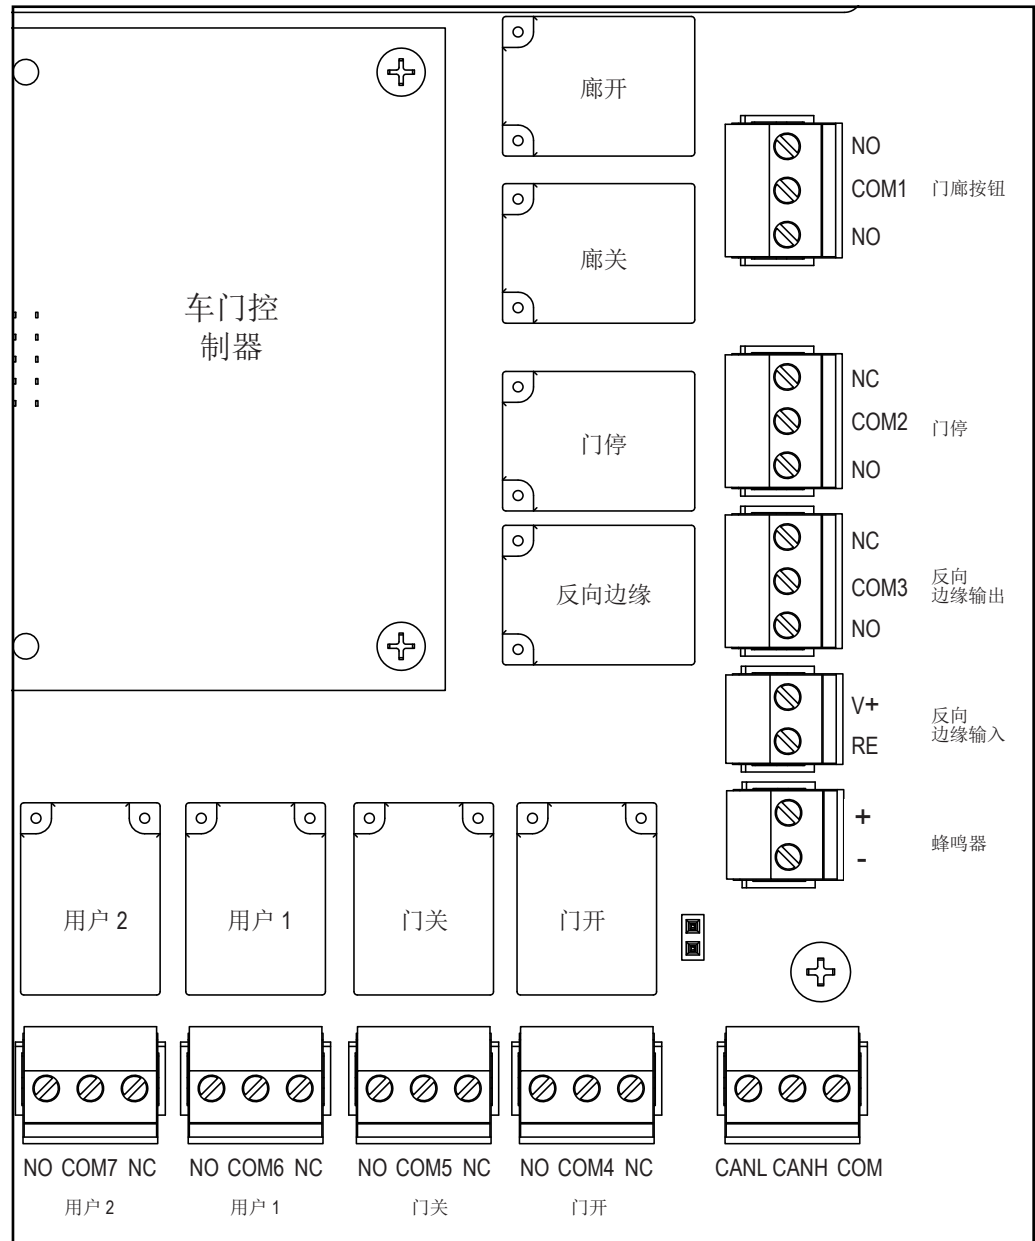 廊开
NO
COM1 门廊按钮
NO
廊关
车门控
制器
NC
COM2 门停
NO
门停
NC
COM3 反向
边缘输出
NO
反向边缘
V+
反向
边缘输入
RE
+
蜂鸣器
-
用户 2
用户 1
门关
门开
NO COM7 NC
NO COM6 NC
NO COM5 NC
NO COM4 NC
CANL CANH COM
用户 2
用户 1
门关
门开